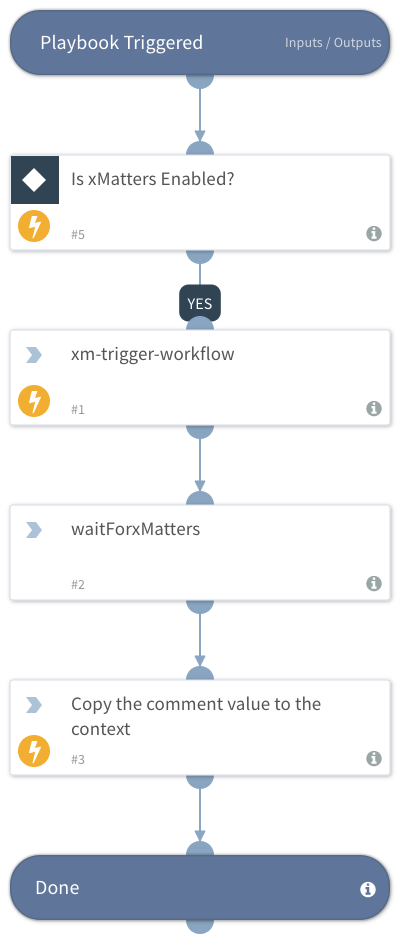 Playbook Triggered
Inputs / Outputs
Is xMatters Enabled?
#5
YES
xm-trigger-workflow
#1
waitForxMatters
#2
Copy the comment value to the
context
#3
Done